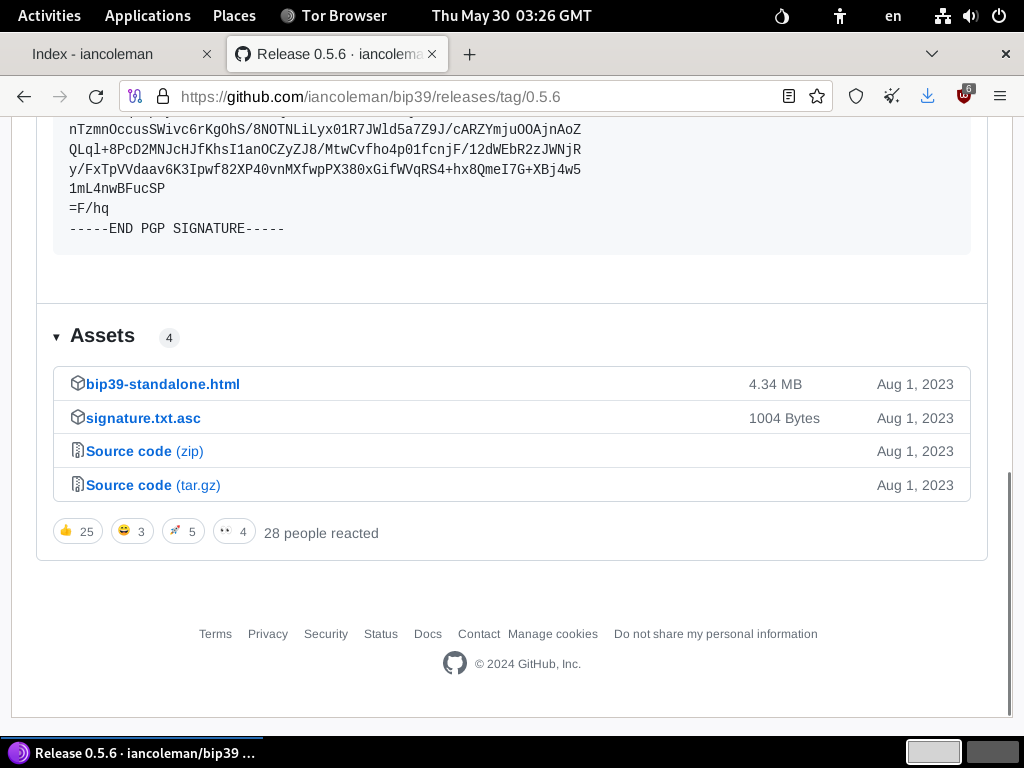 Activities Applications Places Tor Browser Thu May 30 03:26 GMT en
Index - iancoleman Release 0.5.6 · iancolema
https://github.com/iancoleman/bip39/releases/tag/0.5.6 6
nTzmnOccusSWivc6rKgOhS/8NOTNLiLyx01R7JWld5a7Z9J/cARZYmjuOOAjnAoZ
QLql+8PcD2MNJcHJfKhsI1anOCZyZJ8/MtwCvfho4p01fcnjF/12dWEbR2zJWNjR
y/FxTpVVdaav6K3Ipwf82XP40vnMXfwpPX380xGifWVqRS4+hx8QmeI7G+XBj4w5
1mL4nwBFucSP
=F/hq
-----END PGP SIGNATURE-----
Assets 4
bip39-standalone.html 4.34 MB Aug 1, 2023
signature.txt.asc 1004 Bytes Aug 1, 2023
Source code (zip) Aug 1, 2023
Source code (tar.gz) Aug 1, 2023
👍 25 😄 3 🚀 5 👀 4 28 people reacted
Terms Privacy Security Status Docs Contact Manage cookies Do not share my personal information
© 2024 GitHub, Inc.
Release 0.5.6 · iancoleman/bip39 ...